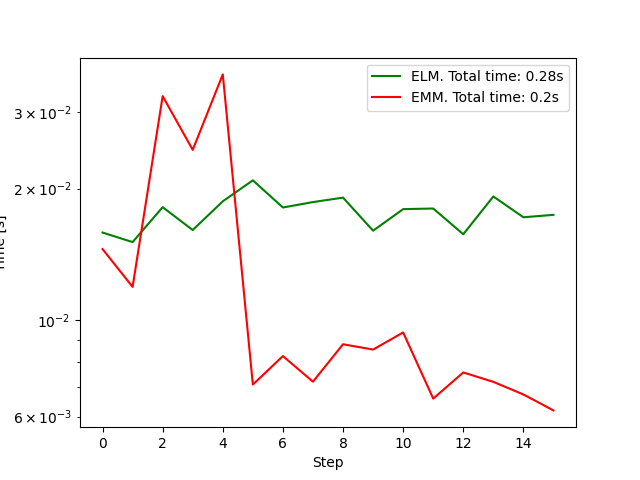 ELM. Total time: 0.28s
EMM. Total time: 0.2s
3 × 10⁻²
2 × 10⁻²
10⁻²
6 × 10⁻³
[s]
0 2 4 6 8 10 12 14
Step